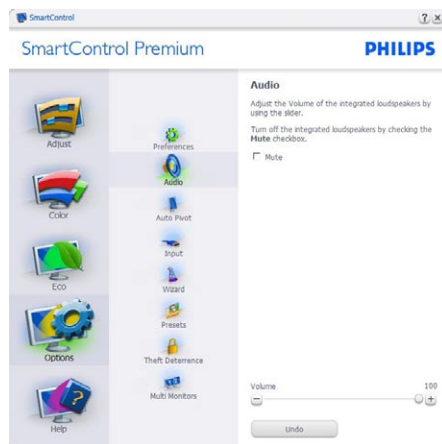 SmartControl
SmartControl Premium
PHILIPS
Adjust
Color
Eco
Options
Help
Preferences
Audio
Auto Pivot
Input
Wizard
Presets
Theft Deterrence
Multi Monitors
Audio
Adjust the Volume of the integrated loudspeakers by
using the slider.
Turn off the integrated loudspeakers by checking the
Mute checkbox.
Mute
Volume 100
Undo